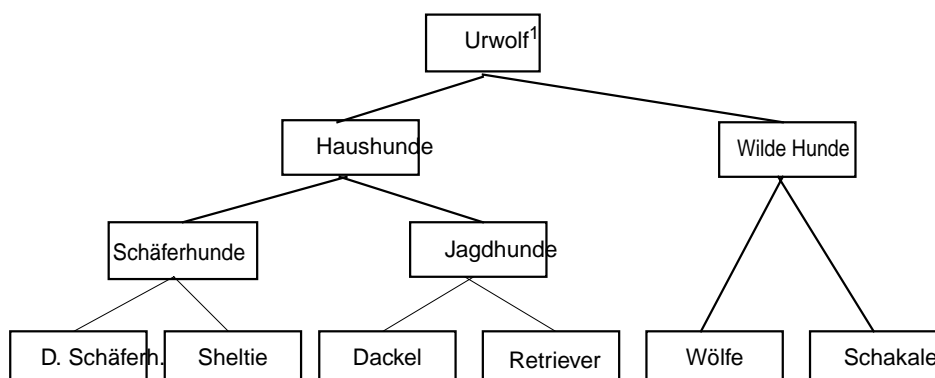 Urwolf¹
Haushunde
Wilde Hunde
Schäferhunde
Jagdhunde
D. Schäferh.
Sheltie
Dackel
Retriever
Wölfe
Schakale